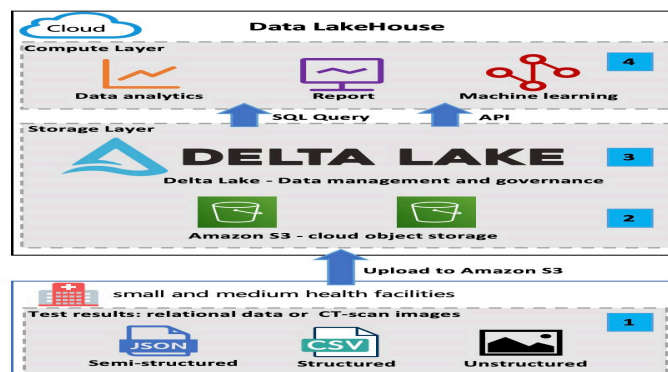 Cloud
Data LakeHouse
Compute Layer
4
Data analytics
Report
Machine learning
SQL Query
API
Storage Layer
DELTA LAKE
3
Delta Lake - Data management and governance
2
Amazon S3 - cloud object storage
Upload to Amazon S3
small and medium health facilities
Test results: relational data or CT-scan images
1
JSON
CSV
Semi-structured
Structured
Unstructured